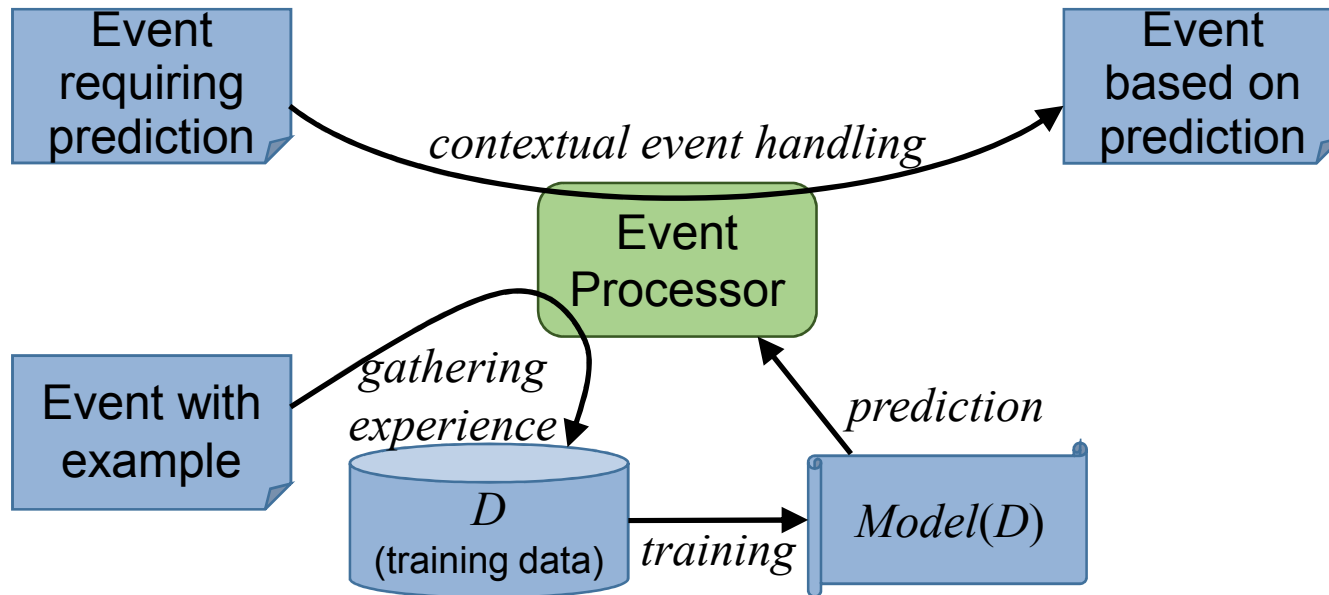 Event
requiring
prediction
Event
based on
prediction
contextual event handling
Event
Processor
gathering
experience
Event with
example
prediction
D
(training data)
training
Model(D)